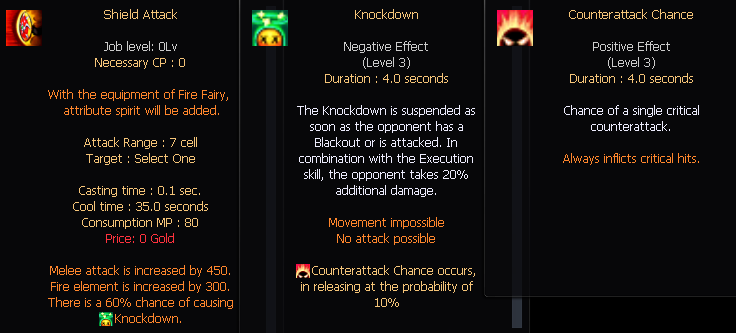 Shield Attack
Job level: 0Lv
Necessary CP : 0
With the equipment of Fire Fairy,
attribute spirit will be added.
Attack Range : 7 cell
Target : Select One
Casting time : 0.1 sec.
Cool time : 35.0 seconds
Consumption MP : 80
Price: 0 Gold
Melee attack is increased by 450.
Fire element is increased by 300.
There is a 60% chance of causing
Knockdown.
Knockdown
Negative Effect
(Level 3)
Duration : 4.0 seconds
The Knockdown is suspended as
soon as the opponent has a
Blackout or is attacked. In
combination with the Execution
skill, the opponent takes 20%
additional damage.
Movement impossible
No attack possible
Counterattack Chance occurs,
in releasing at the probability of
10%
Counterattack Chance
Positive Effect
(Level 3)
Duration : 4.0 seconds
Chance of a single critical
counterattack.
Always inflicts critical hits.